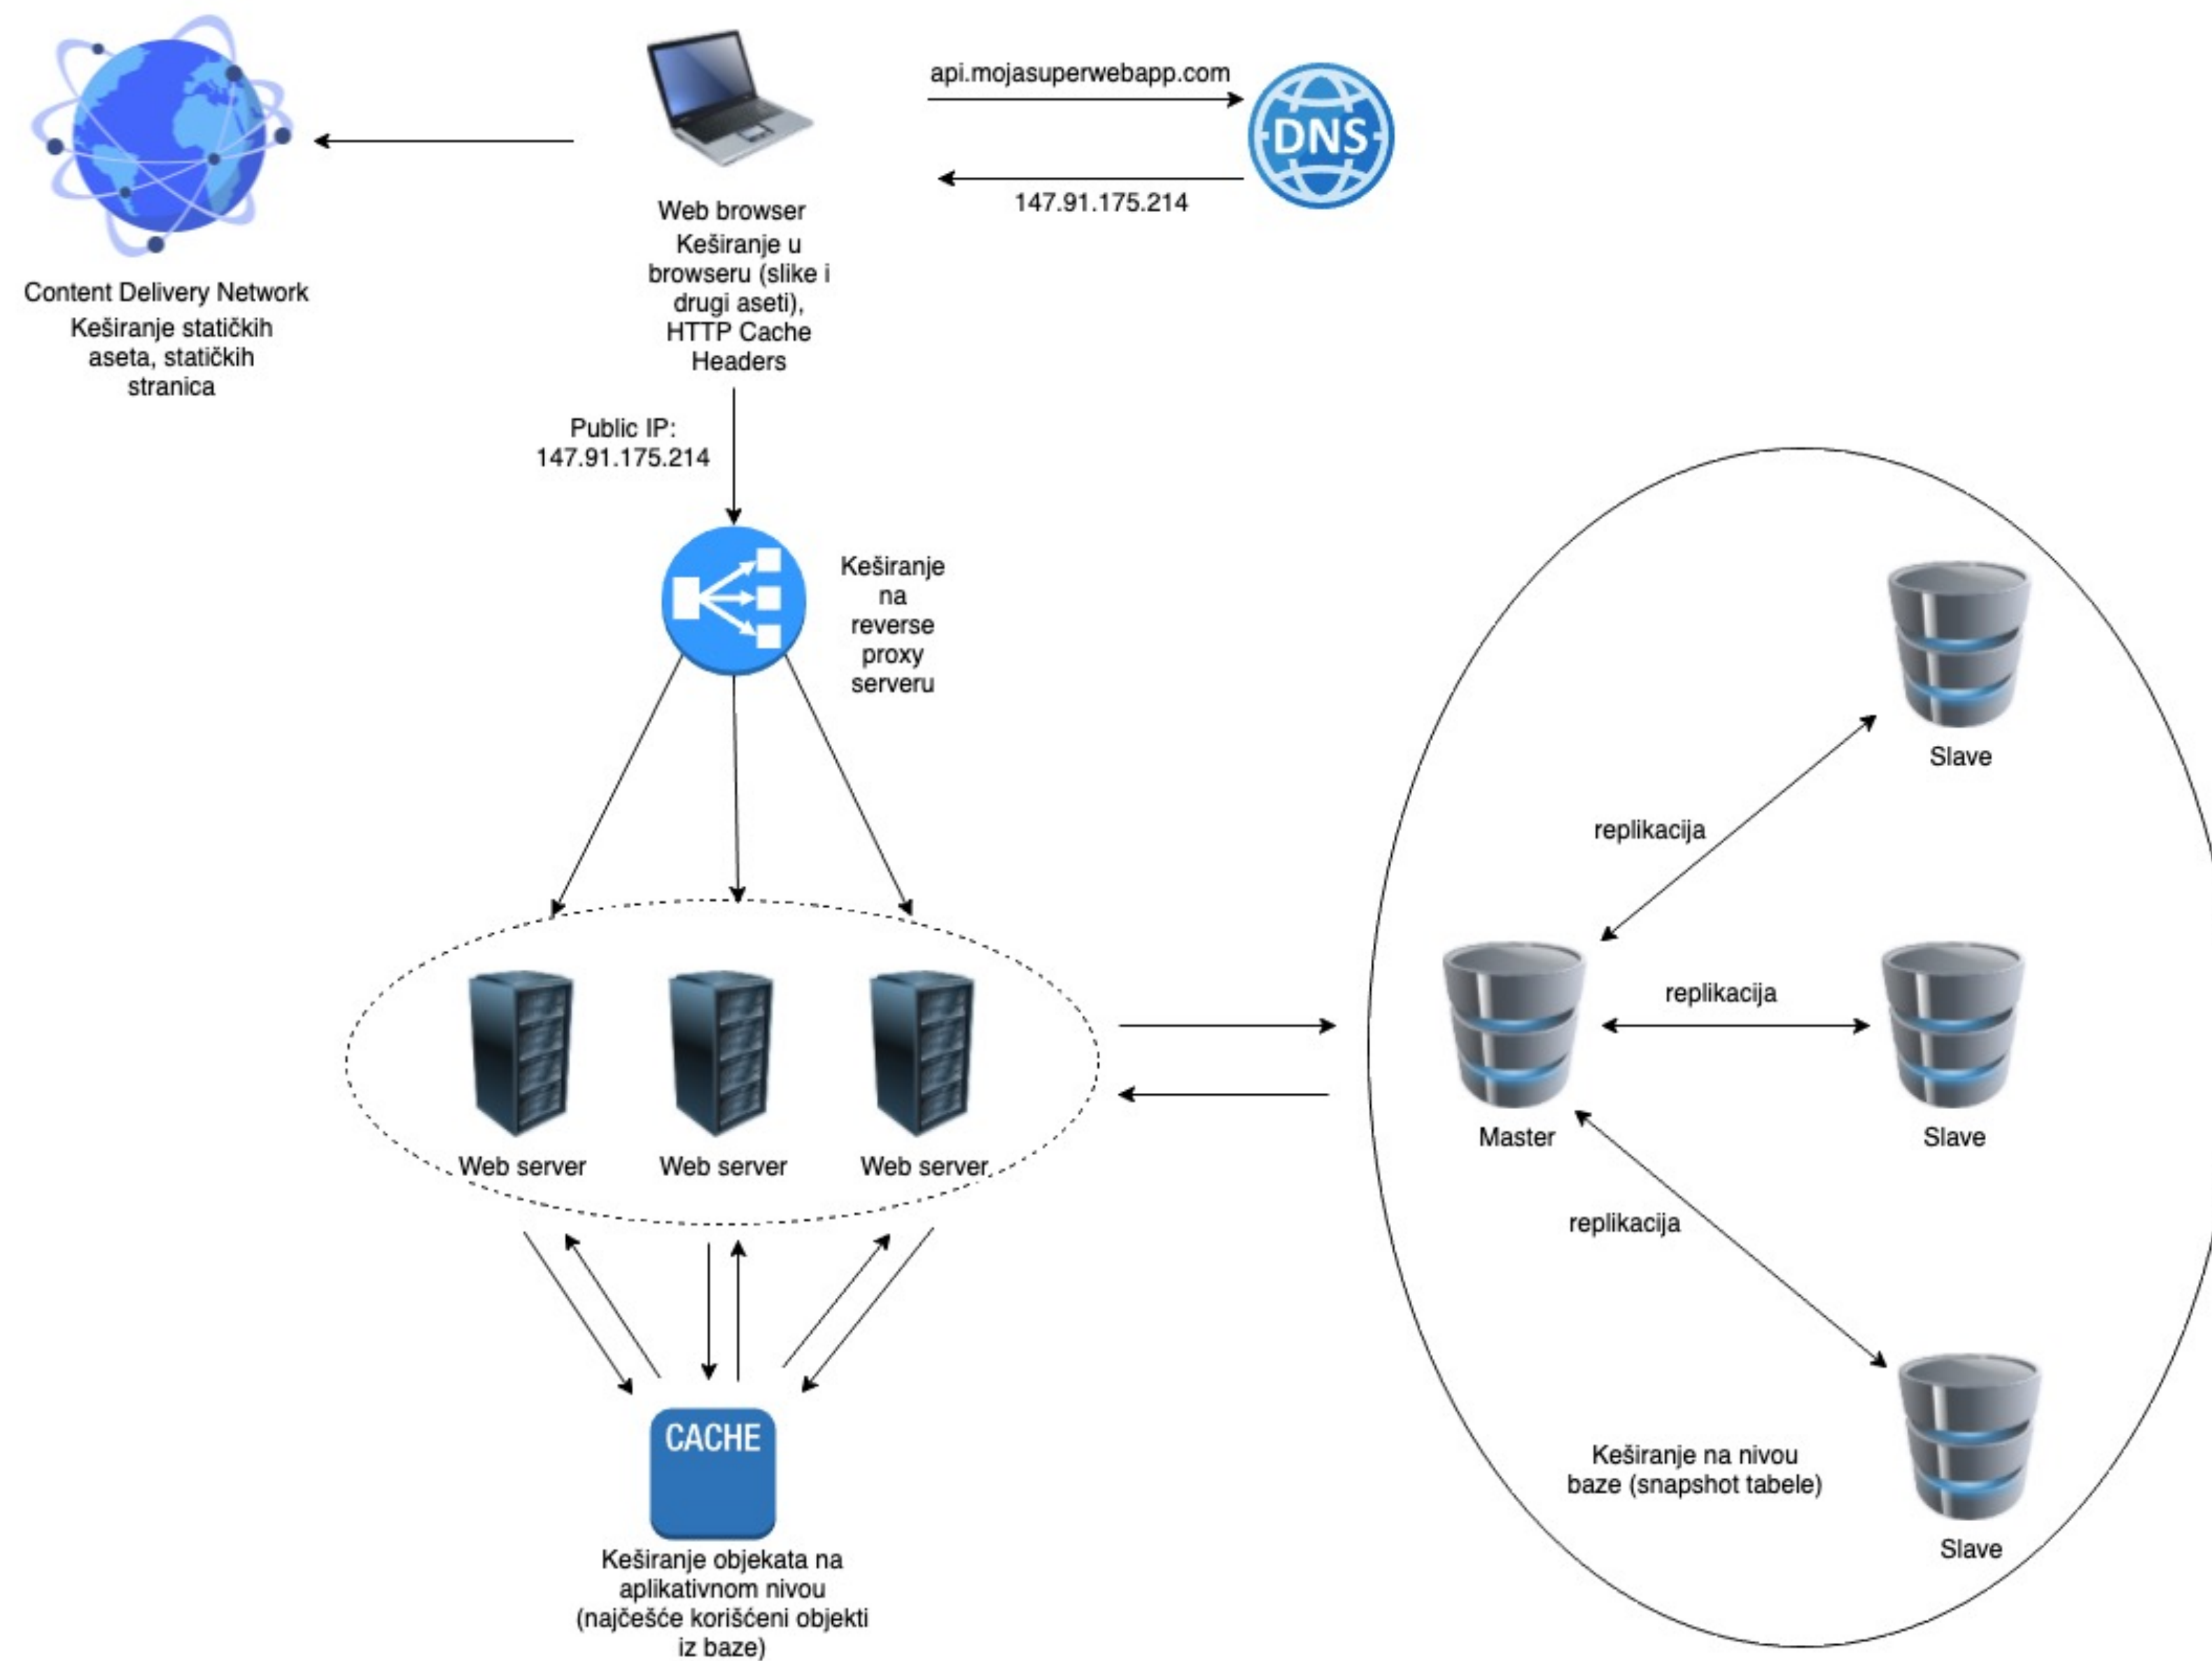 api.mojasuperwebapp.com
DNS
147.91.175.214
Web browser
Keširanje u
browseru (slike i
drugi aseti),
HTTP Cache
Headers
Content Delivery Network
Keširanje statičkih
aseta, statičkih
stranica
Public IP:
147.91.175.214
Keširanje
na
reverse
proxy
serveru
Web server
Web server
Web server
CACHE
Keširanje objekata na
aplikativnom nivou
(najčešće korišćeni objekti
iz baze)
Slave
replikacija
replikacija
Master
Slave
replikacija
Keširanje na nivou
baze (snapshot tabele)
Slave